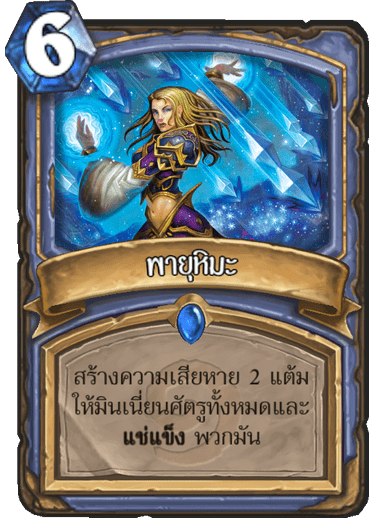 6
พายุหิมะ
สร้างความเสียหาย 2 แต้ม
ให้มินเนี่ยนศัตรูทั้งหมดและ
แช่แข็ง พวกมัน